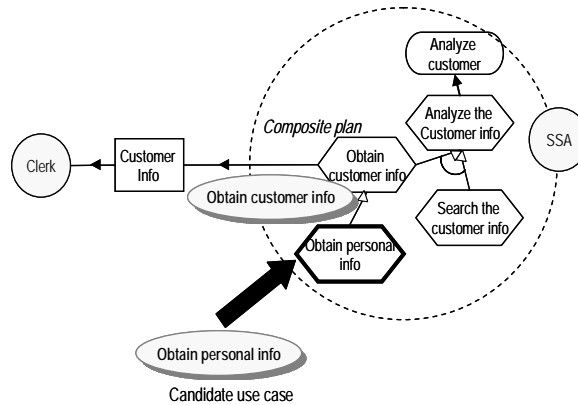 Analyze
customer
Analyze the
Customer info
Composite plan
SSA
Clerk
Customer
Info
Obtain
customer info
Obtain customer info
Search the
customer info
Obtain personal
info
Obtain personal info
Candidate use case